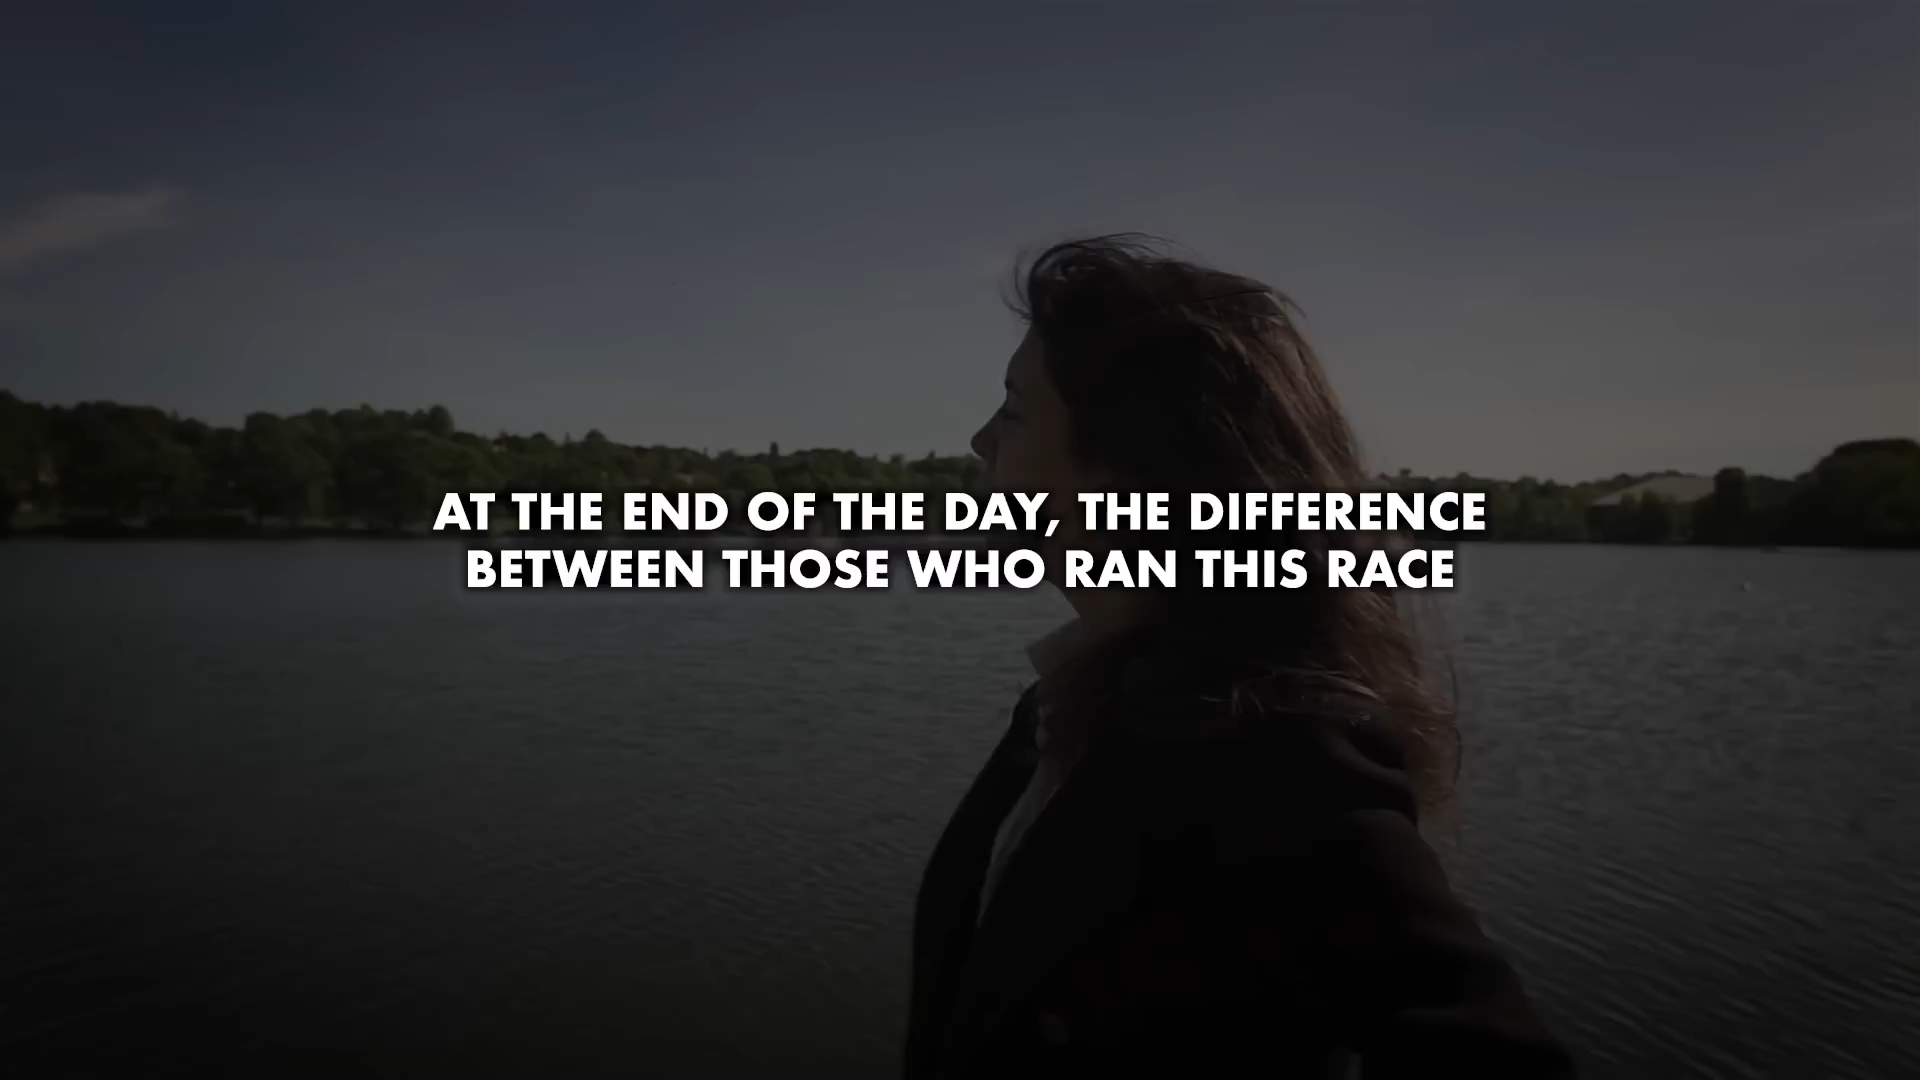 AT THE END OF THE DAY, THE DIFFERENCE
BETWEEN THOSE WHO RAN THIS RACE